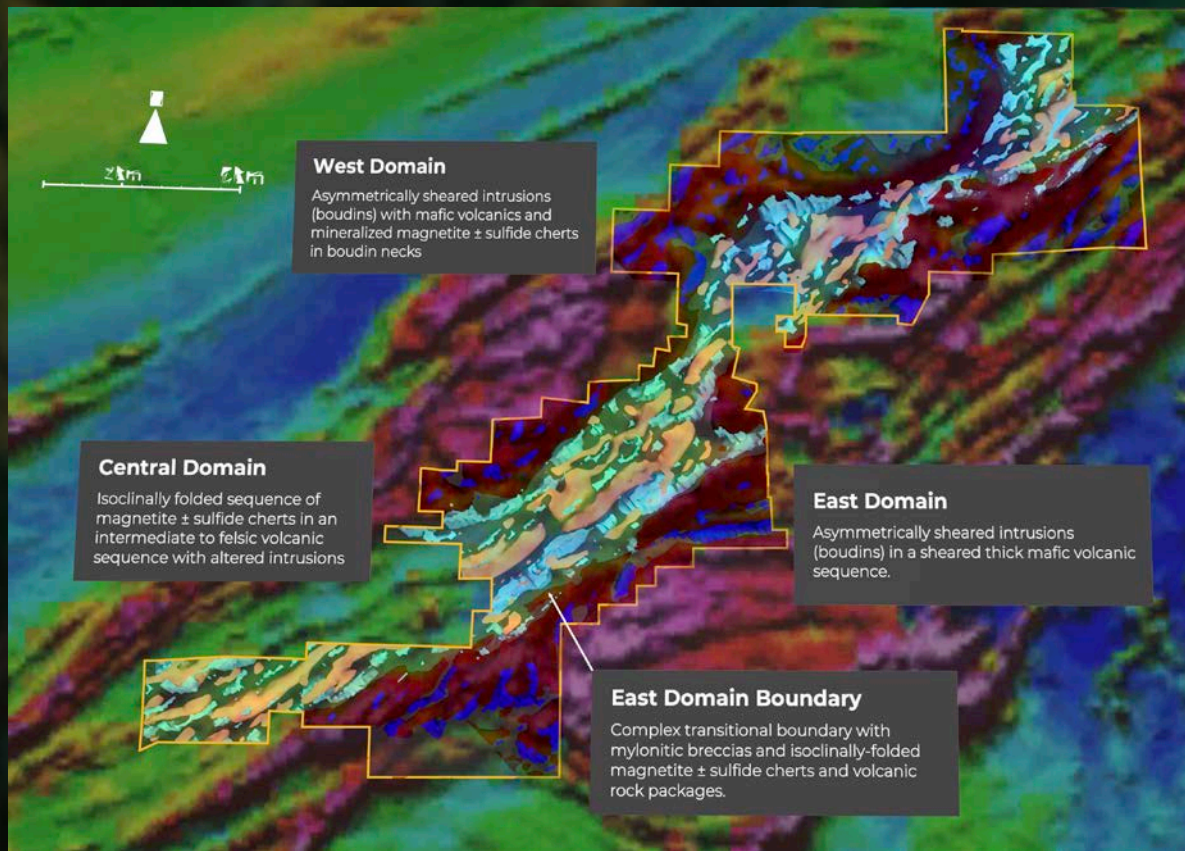 West Domain
Asymmetrically sheared intrusions
(boudins) with mafic volcanics and
mineralized magnetite ± sulfide cherts
in boudin necks
Central Domain
Isoclinally folded sequence of
magnetite ± sulfide cherts in an
intermediate to felsic volcanic
sequence with altered intrusions
East Domain
Asymmetrically sheared intrusions
(boudins) in a sheared thick mafic volcanic
sequence.
East Domain Boundary
Complex transitional boundary with
mylonitic breccias and isoclinally-folded
magnetite ± sulfide cherts and volcanic
rock packages.